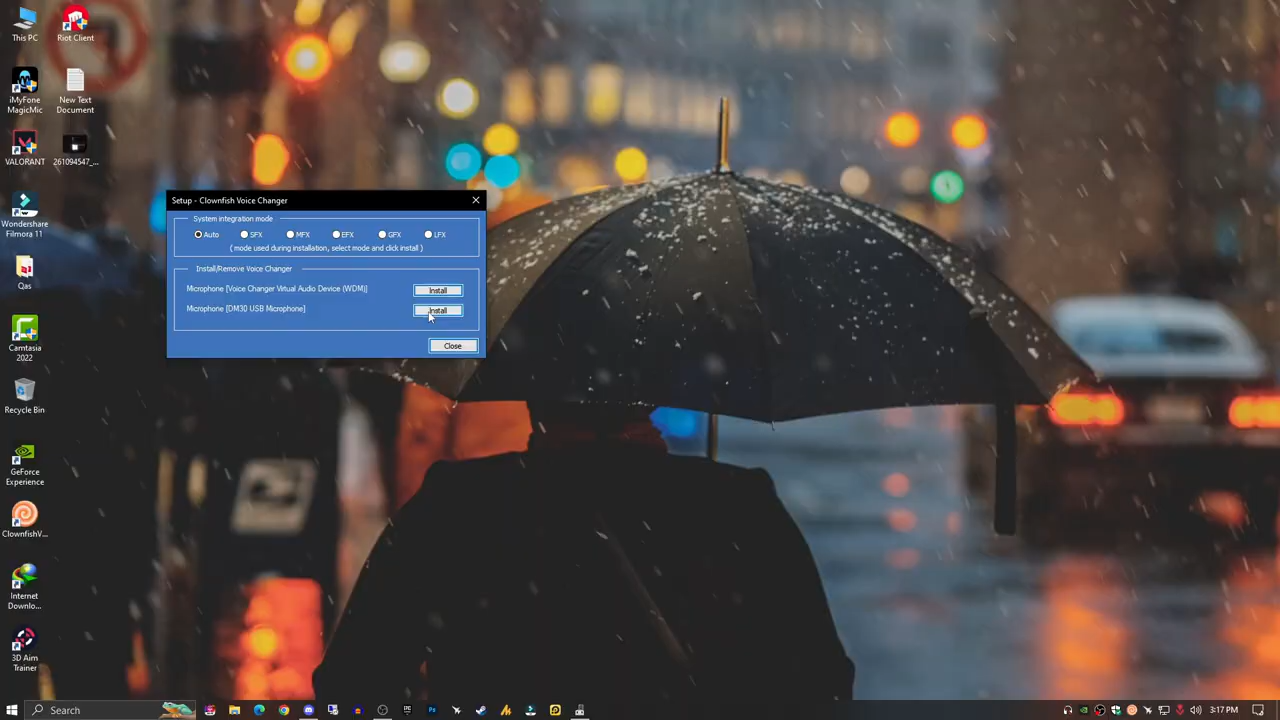 This PC
Riot Client
iMyFone
MagicMic
New Text
Document
VALORANT
261094547_...
Wondershare
Filmora 11
Qas
Camtasia
2022
Recycle Bin
GeForce
Experience
ClownfishV...
Internet
Downlo...
3D Aim
Trainer
Setup - Clownfish Voice Changer
System integration mode
Auto
SFX
MFX
EFX
GFX
LFX
( mode used during installation, select mode and click install )
Install/Remove Voice Changer
Microphone [Voice Changer Virtual Audio Device (WDM)]
Install
Microphone [DM30 USB Microphone]
Install
Close
Search
3:17 PM